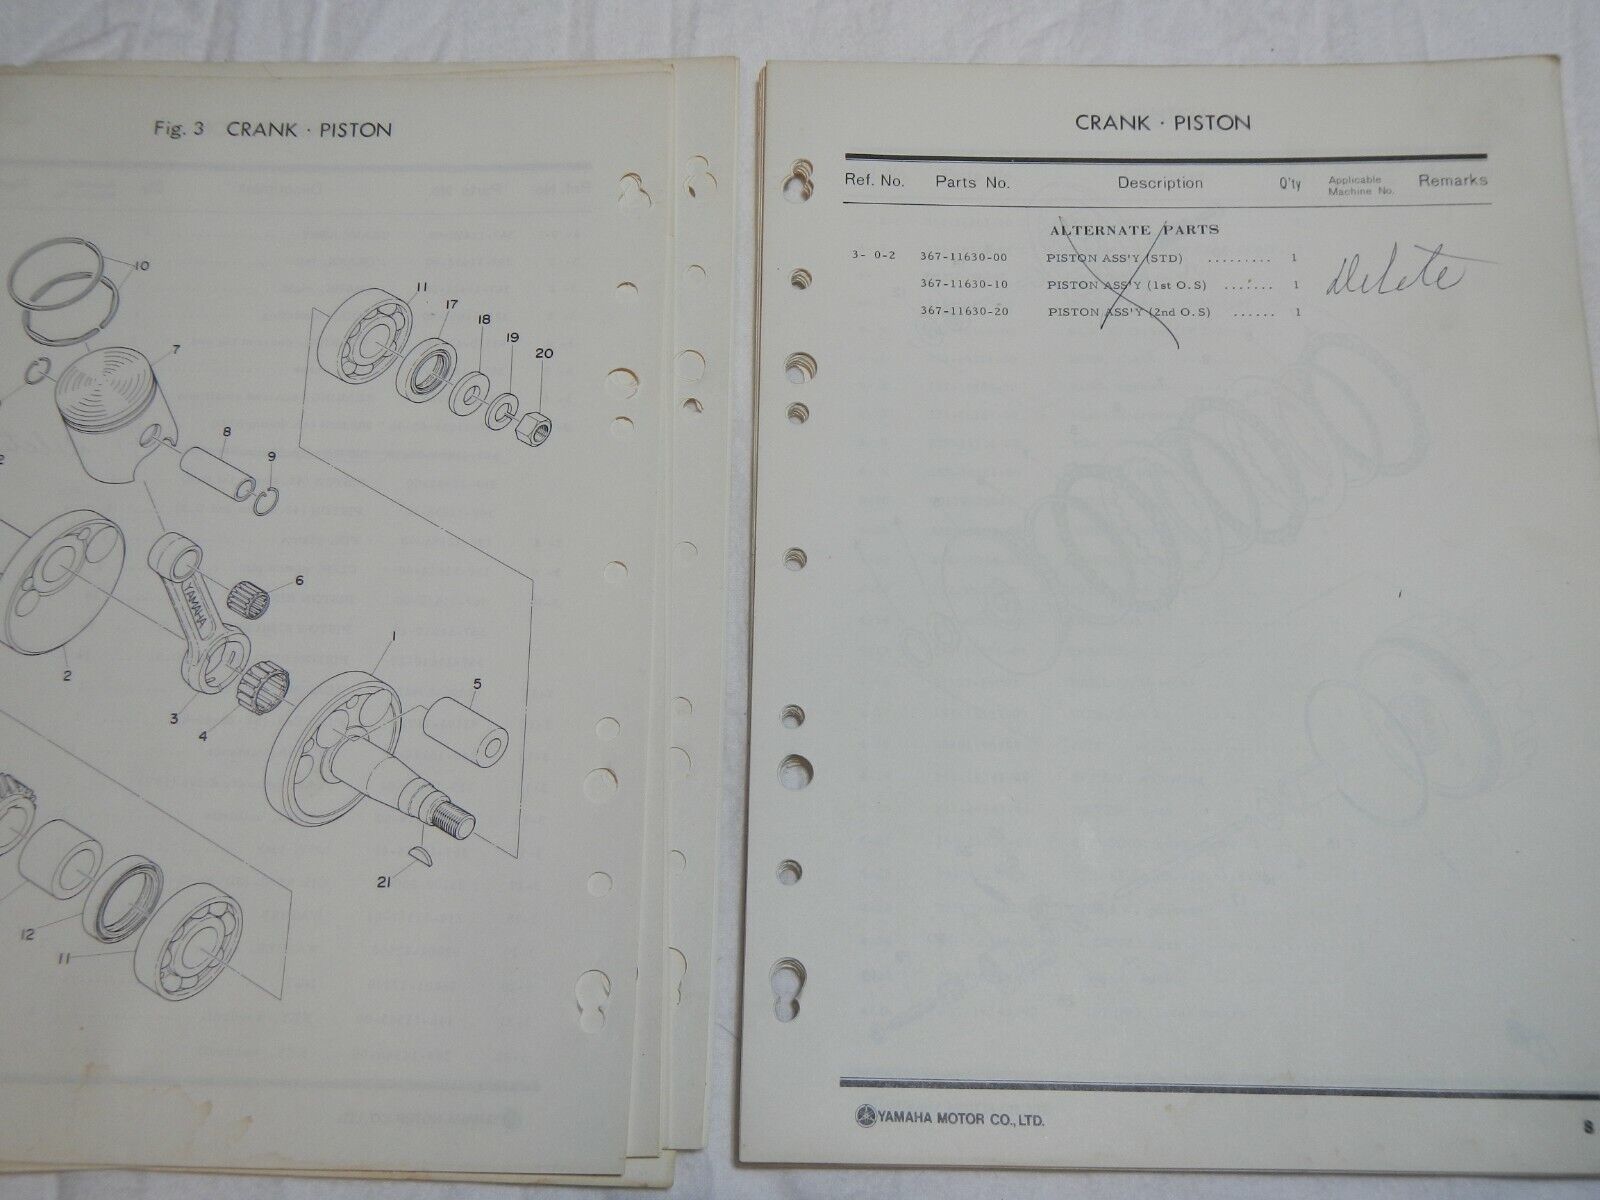 Fig. 3 CRANK · PISTON
10
7
8
9
2
11
17
18
19
20
6
YAMAHA
1
2
3
4
5
21
12
11
CRANK · PISTON
Ref. No. Parts No. Description Q'ty Applicable Machine No. Remarks
ALTERNATE PARTS
3- 0-2 367-11630-00 PISTON ASS'Y (STD) ......... 1
367-11630-10 PISTON ASS'Y (1st O.S) ....... 1
367-11630-20 PISTON ASS'Y (2nd O.S) ...... 1
Delete
YAMAHA MOTOR CO., LTD.
8